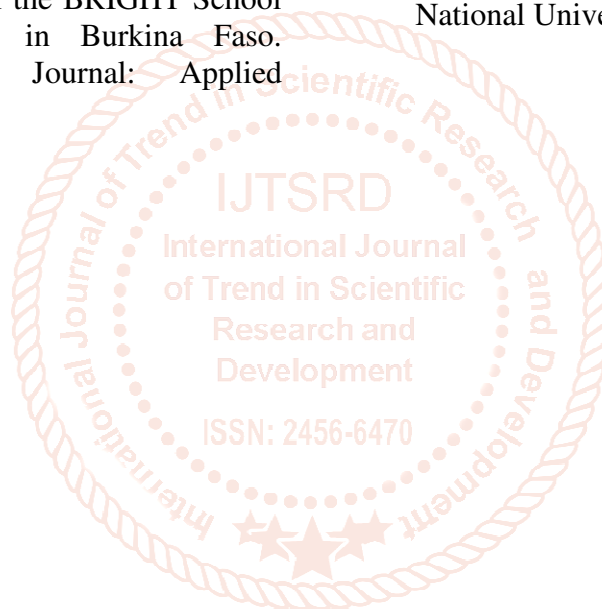 the BRIGHT School
in Burkina Faso.
Journal: Applied
National Unive
International Journal of Trend in Scientific Research and Development
IJTSRD
International Journal
of Trend in Scientific
Research and
Development
ISSN: 2456-6470